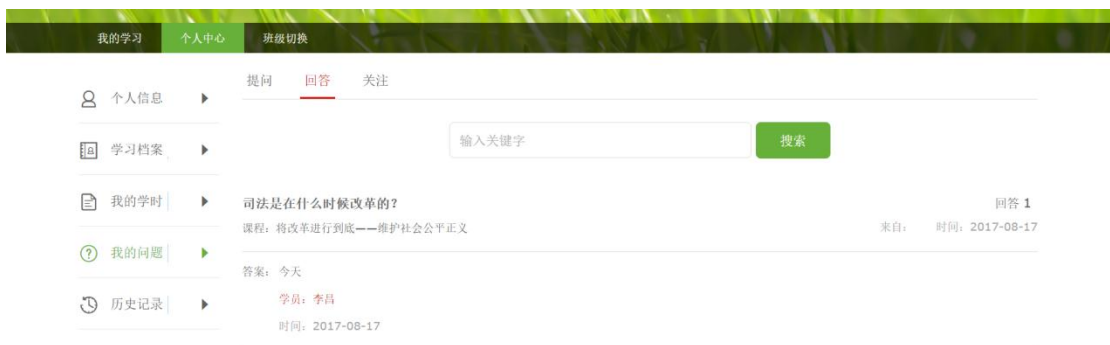 我的学习 个人中心 班级切换
提问 回答 关注
个人信息
学习档案
我的学时
我的问题
历史记录
输入关键字 搜索
司法是在什么时候改革的? 回答 1
课程: 将改革进行到底——维护社会公平正义 来自: 时间: 2017-08-17
答案: 今天
学员: 李昌
时间: 2017-08-17